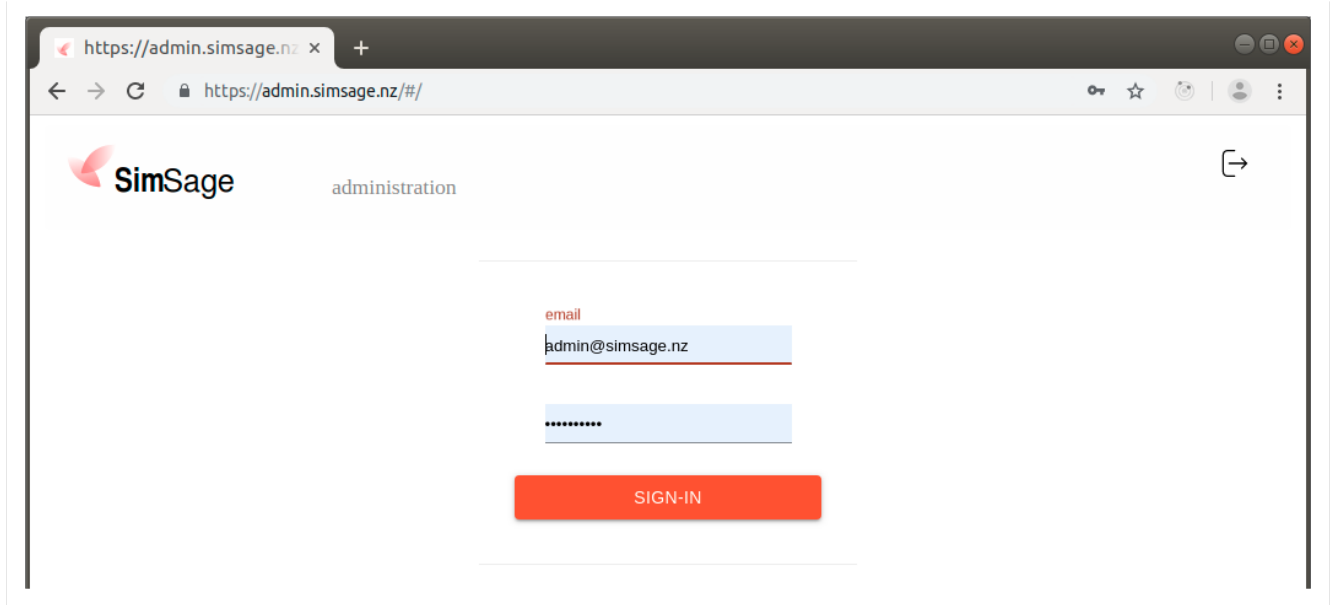 https://admin.simsage.nz
https://admin.simsage.nz/#/
SimSage
administration
email
admin@simsage.nz
••••••••••
SIGN-IN